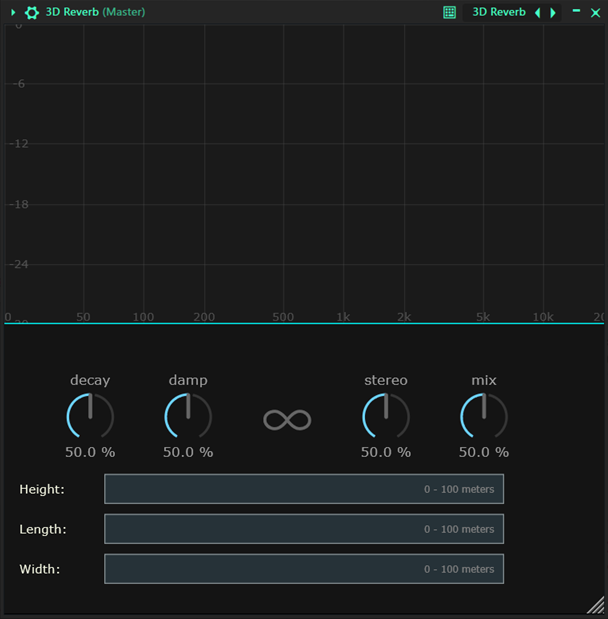 3D Reverb (Master) 3D Reverb
0
-6
-12
-18
-24
0 50 100 200 500 1k 2k 5k 10k
decay damp stereo mix
50.0 % 50.0 % 50.0 % 50.0 %
Height: 0 - 100 meters
Length: 0 - 100 meters
Width: 0 - 100 meters